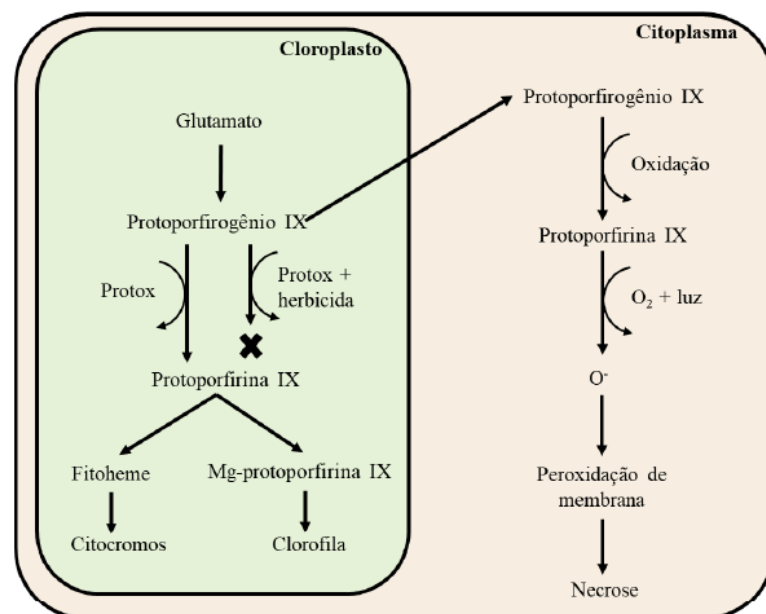 Cloroplasto
Glutamato
Protoporfirogênio IX
Protox
Protox +
herbicida
Protoporfirina IX
Fitoheme
Mg-protoporfirina IX
Citocromos
Clorofila
Citoplasma
Protoporfirogênio IX
Oxidação
Protoporfirina IX
O₂ + luz
O⁻
Peroxidação de
membrana
Necrose